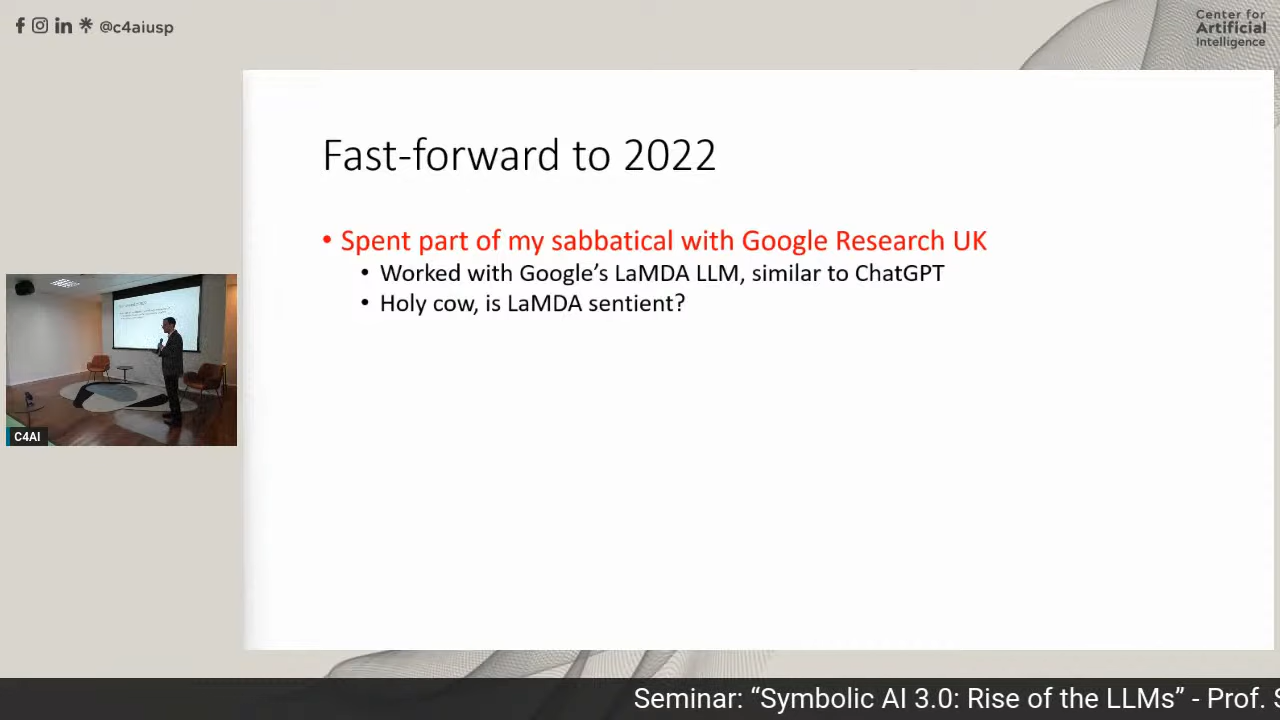 @c4aiusp
Center for
Artificial
Intelligence
Fast-forward to 2022
• Spent part of my sabbatical with Google Research UK
• Worked with Google’s LaMDA LLM, similar to ChatGPT
• Holy cow, is LaMDA sentient?
C4AI
Seminar: “Symbolic AI 3.0: Rise of the LLMs” - Prof.